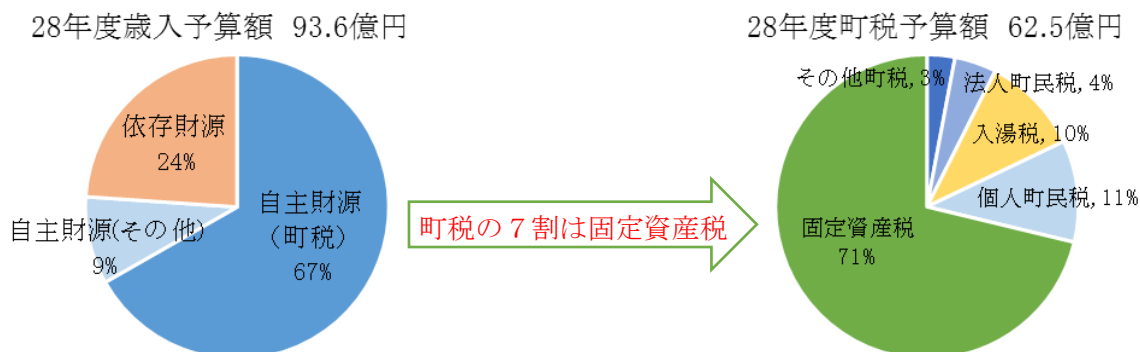 28年度歳入予算額 93.6億円
依存財源
24%
自主財源(その他)
9%
自主財源
(町税)
67%
町税の７割は固定資産税
28年度町税予算額 62.5億円
その他町税, 3%
法人町民税, 4%
入湯税, 10%
個人町民税, 11%
固定資産税
71%